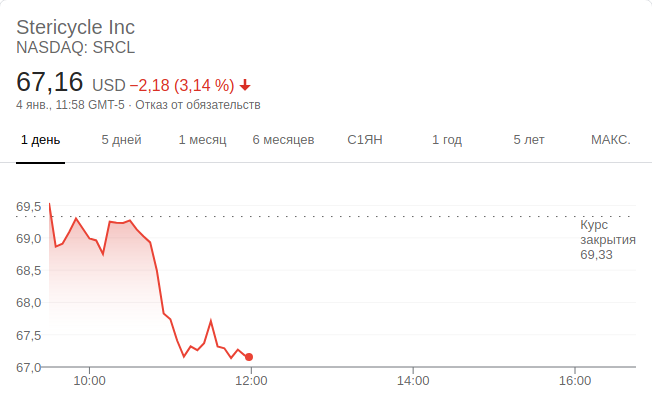 Stericycle Inc
NASDAQ: SRCL
67,16 USD −2,18 (3,14 %)
4 янв., 11:58 GMT-5 · Отказ от обязательств
1 день 5 дней 1 месяц 6 месяцев С1ЯН 1 год 5 лет МАКС.
69,5
Курс
закрытия
69,33
69,0
68,5
68,0
67,5
67,0
10:00 12:00 14:00 16:00